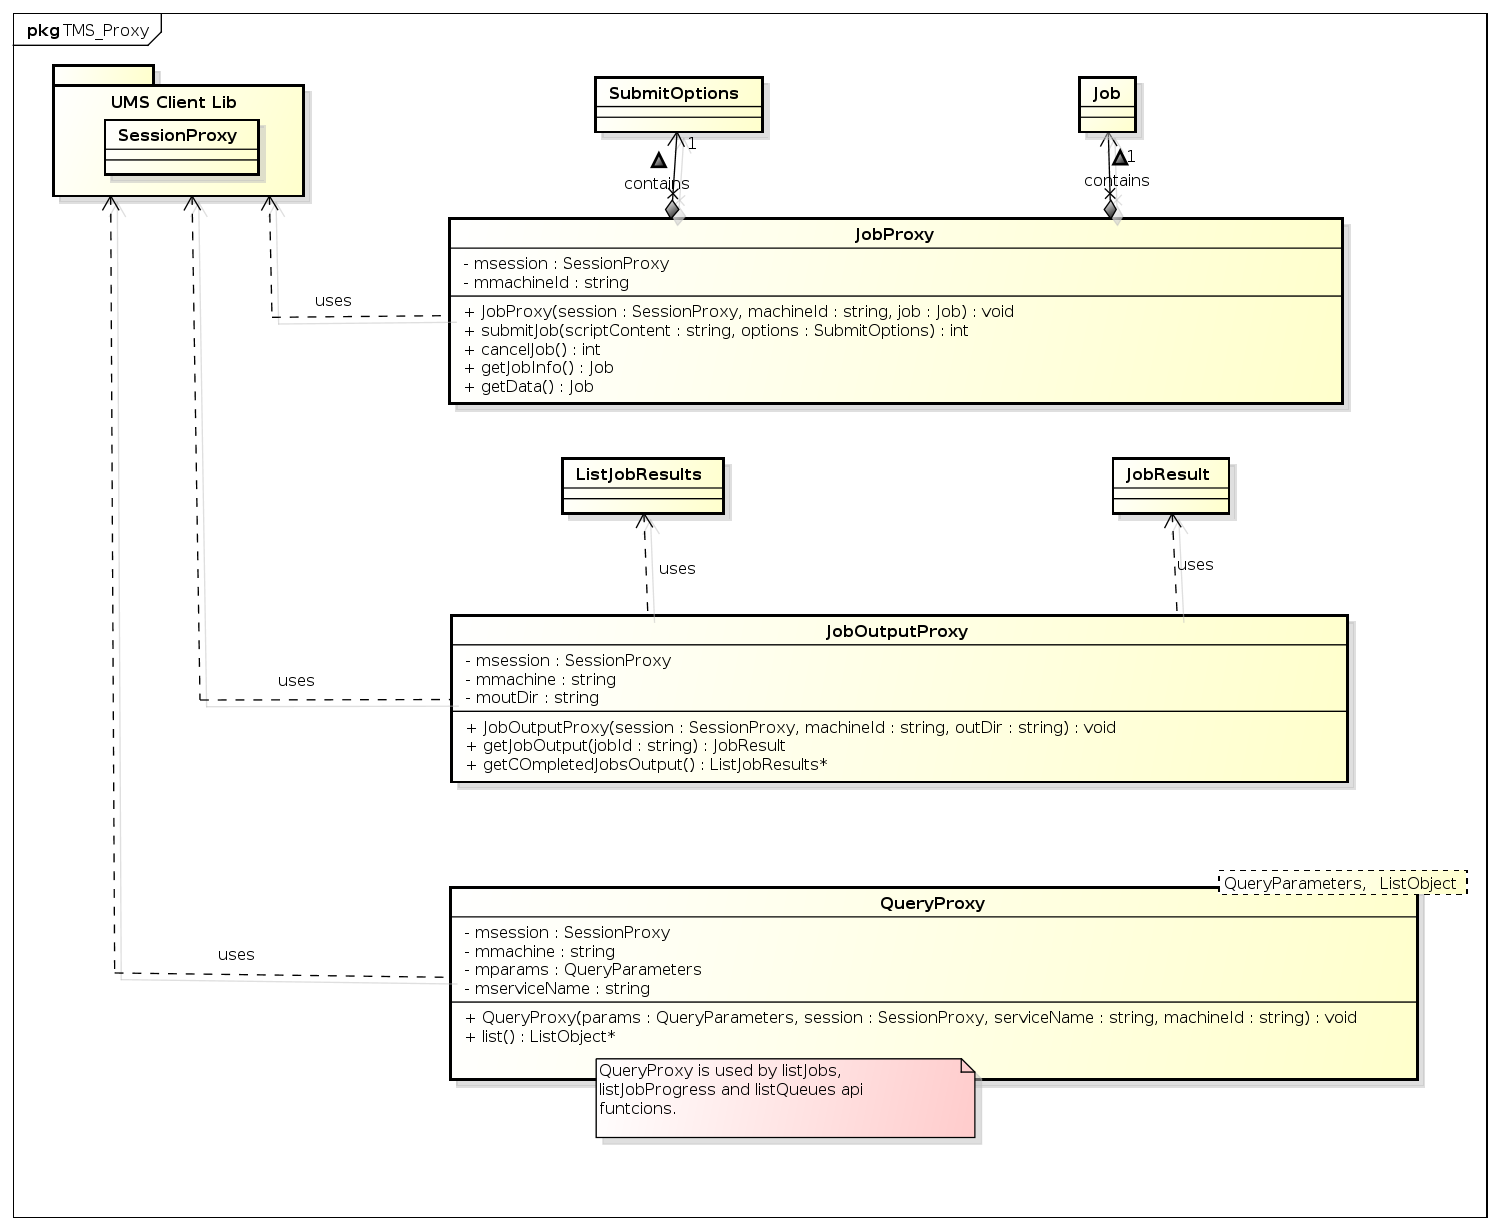 pkg TMS_Proxy
UMS Client Lib
SessionProxy
SubmitOptions
Job
1
contains
1
contains
JobProxy
- msession : SessionProxy
- mmachineId : string
+ JobProxy(session : SessionProxy, machineId : string, job : Job) : void
+ submitJob(scriptContent : string, options : SubmitOptions) : int
+ cancelJob() : int
+ getJobInfo() : Job
+ getData() : Job
uses
ListJobResults
JobResult
uses
uses
JobOutputProxy
- msession : SessionProxy
- mmachine : string
- moutDir : string
+ JobOutputProxy(session : SessionProxy, machineId : string, outDir : string) : void
+ getJobOutput(jobId : string) : JobResult
+ getCOmpletedJobsOutput() : ListJobResults*
uses
QueryParameters, ListObject
QueryProxy
- msession : SessionProxy
- mmachine : string
- mparams : QueryParameters
- mserviceName : string
+ QueryProxy(params : QueryParameters, session : SessionProxy, serviceName : string, machineId : string) : void
+ list() : ListObject*
uses
QueryProxy is used by listJobs,
listJobProgress and listQueues api
funtcions.